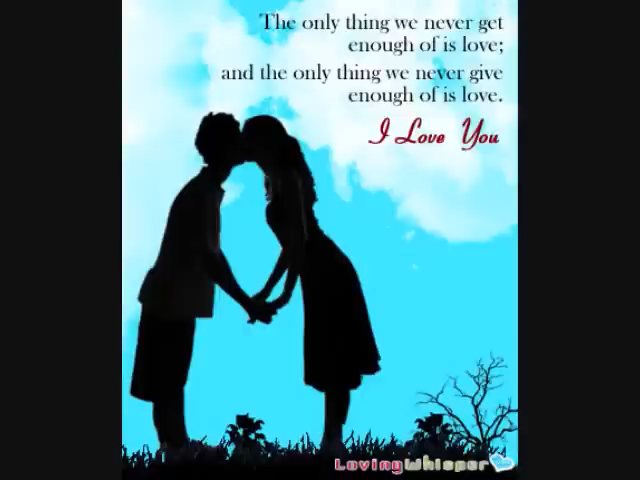 The only thing we never get
enough of is love;
and the only thing we never give
enough of is love.
I Love You
LovingWhisper